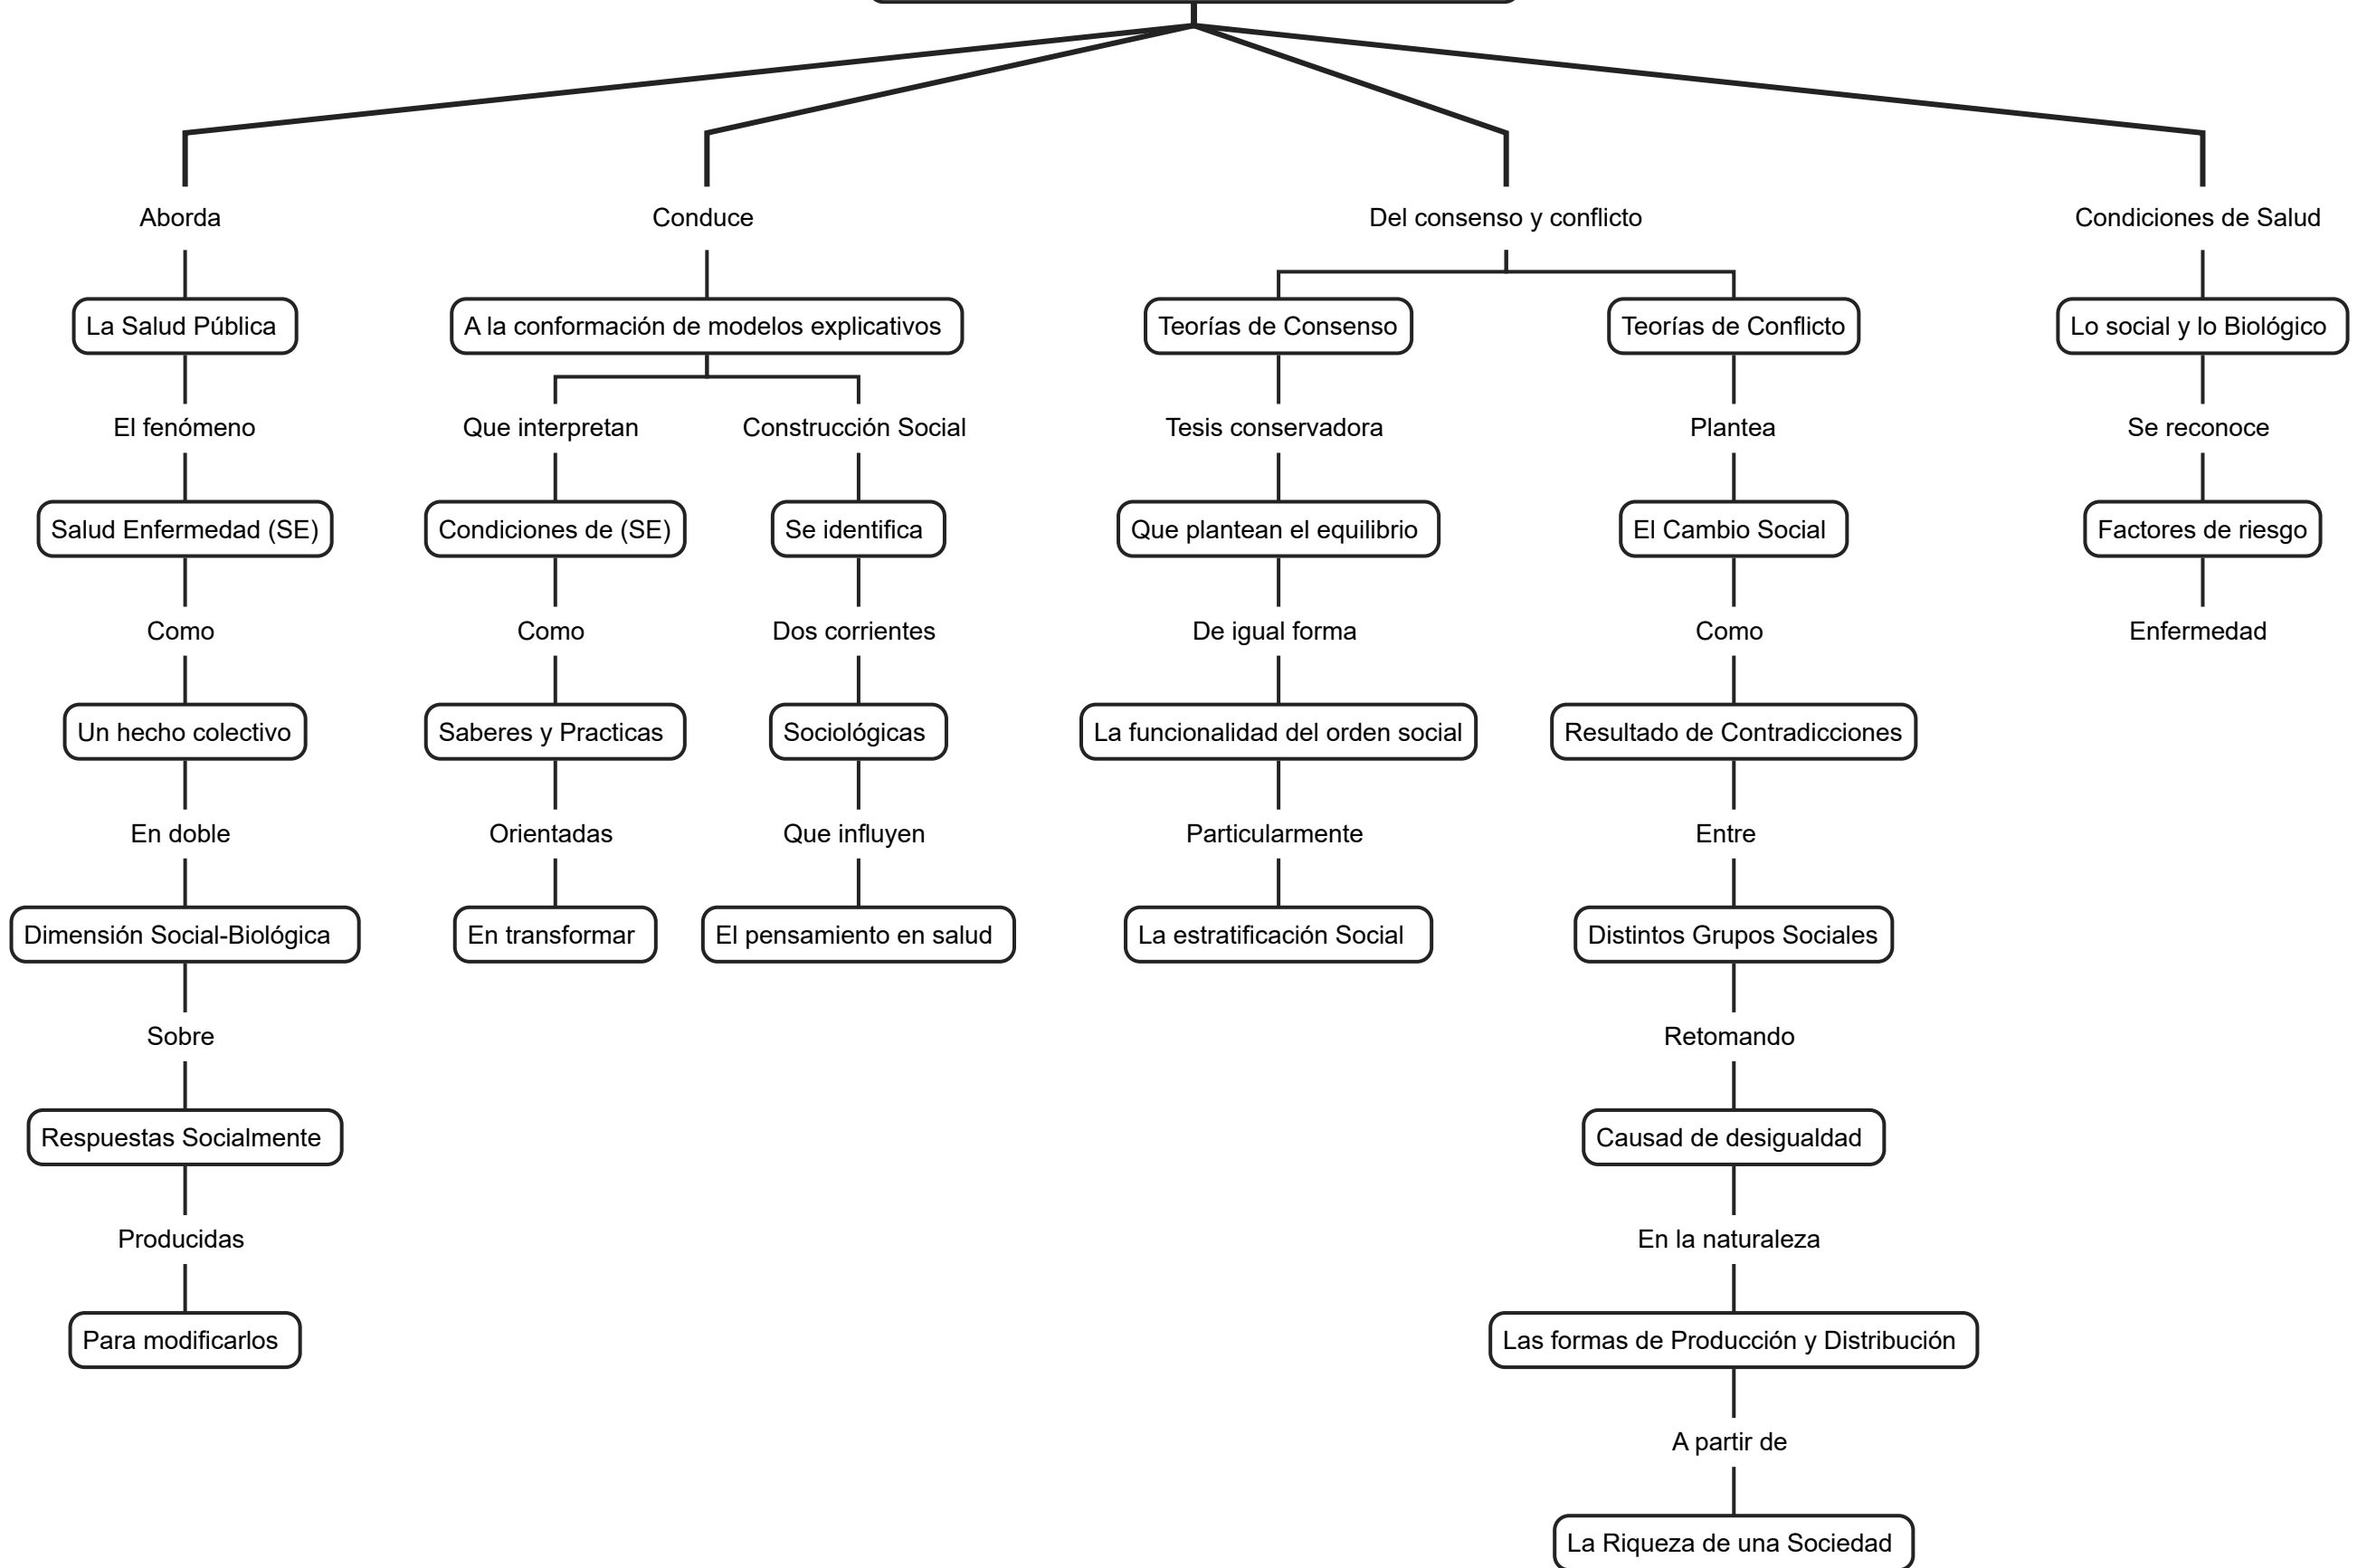 Aborda
Conduce
Del consenso y conflicto
Condiciones de Salud
La Salud Pública
A la conformación de modelos explicativos
Teorías de Consenso
Teorías de Conflicto
Lo social y lo Biológico
El fenómeno
Que interpretan
Construcción Social
Tesis conservadora
Plantea
Se reconoce
Salud Enfermedad (SE)
Condiciones de (SE)
Se identifica
Que plantean el equilibrio
El Cambio Social
Factores de riesgo
Como
Como
Dos corrientes
De igual forma
Como
Enfermedad
Un hecho colectivo
Saberes y Practicas
Sociológicas
La funcionalidad del orden social
Resultado de Contradicciones
En doble
Orientadas
Que influyen
Particularmente
Entre
Dimensión Social-Biológica
En transformar
El pensamiento en salud
La estratificación Social
Distintos Grupos Sociales
Sobre
Retomando
Respuestas Socialmente
Causad de desigualdad
Producidas
En la naturaleza
Para modificarlos
Las formas de Producción y Distribución
A partir de
La Riqueza de una Sociedad